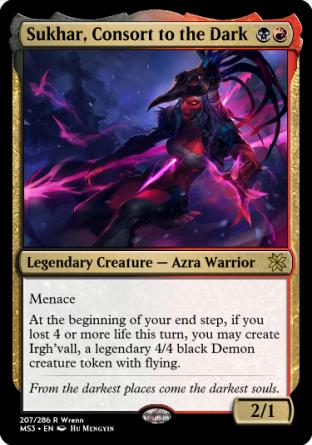 Sukhar, Consort to the Dark
Legendary Creature — Azra Warrior
Menace
At the beginning of your end step, if you
lost 4 or more life this turn, you may create
Irgh'vall, a legendary 4/4 black Demon
creature token with flying.
From the darkest places come the darkest souls.
2/1
207/286 R Wrenn
MS3 • EN Hu Mengyin